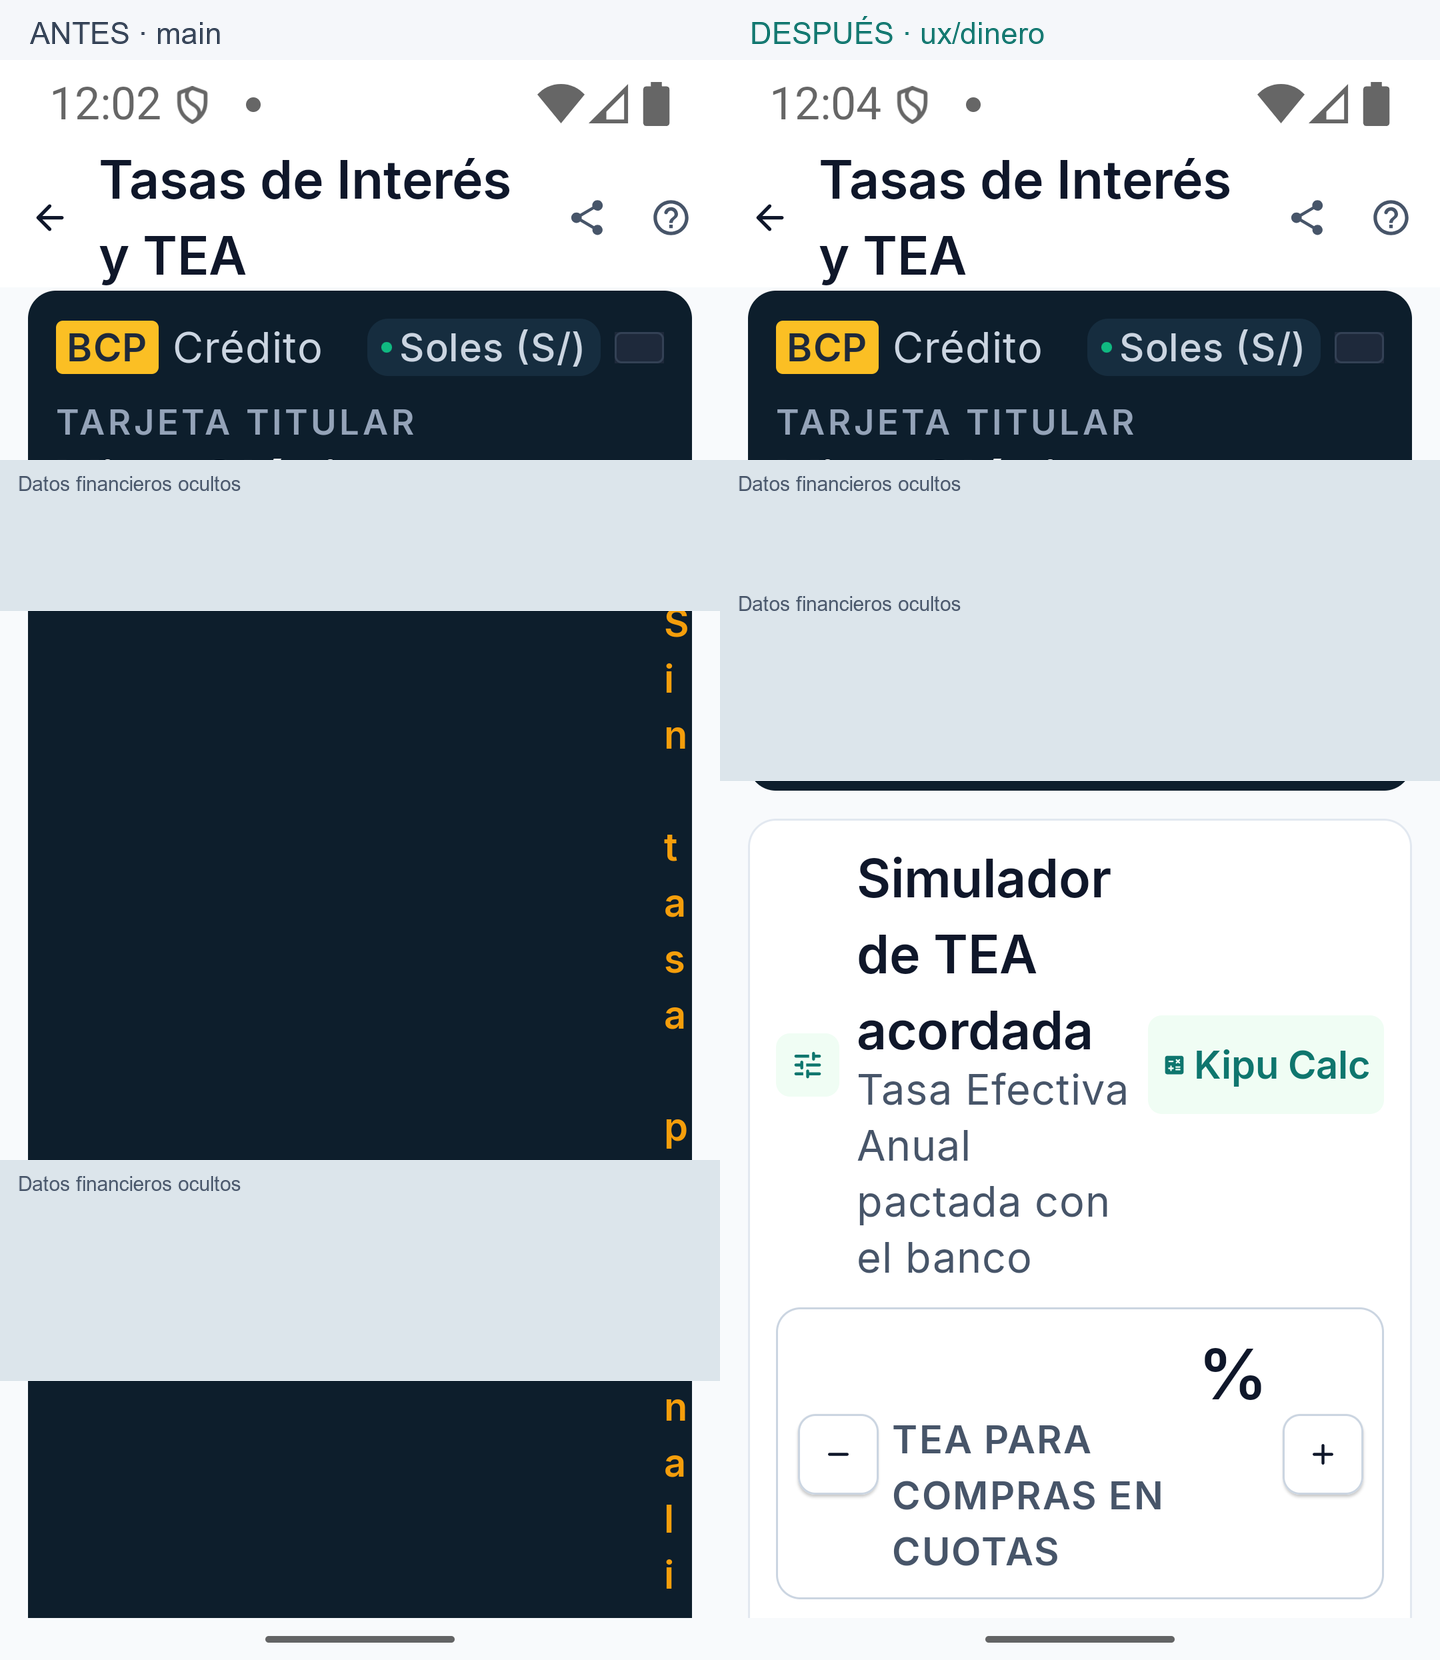 ANTES · main
12:02
Tasas de Interés
y TEA
BCP Crédito
Soles (S/)
TARJETA TITULAR
Datos financieros ocultos
S
i
n
t
a
s
a
p
Datos financieros ocultos
n
a
l
i
DESPUÉS · ux/dinero
12:04
Tasas de Interés
y TEA
BCP Crédito
Soles (S/)
TARJETA TITULAR
Datos financieros ocultos
Datos financieros ocultos
Simulador
de TEA
acordada
Tasa Efectiva
Anual
pactada con
el banco
Kipu Calc
%
−
TEA PARA
COMPRAS EN
CUOTAS
+